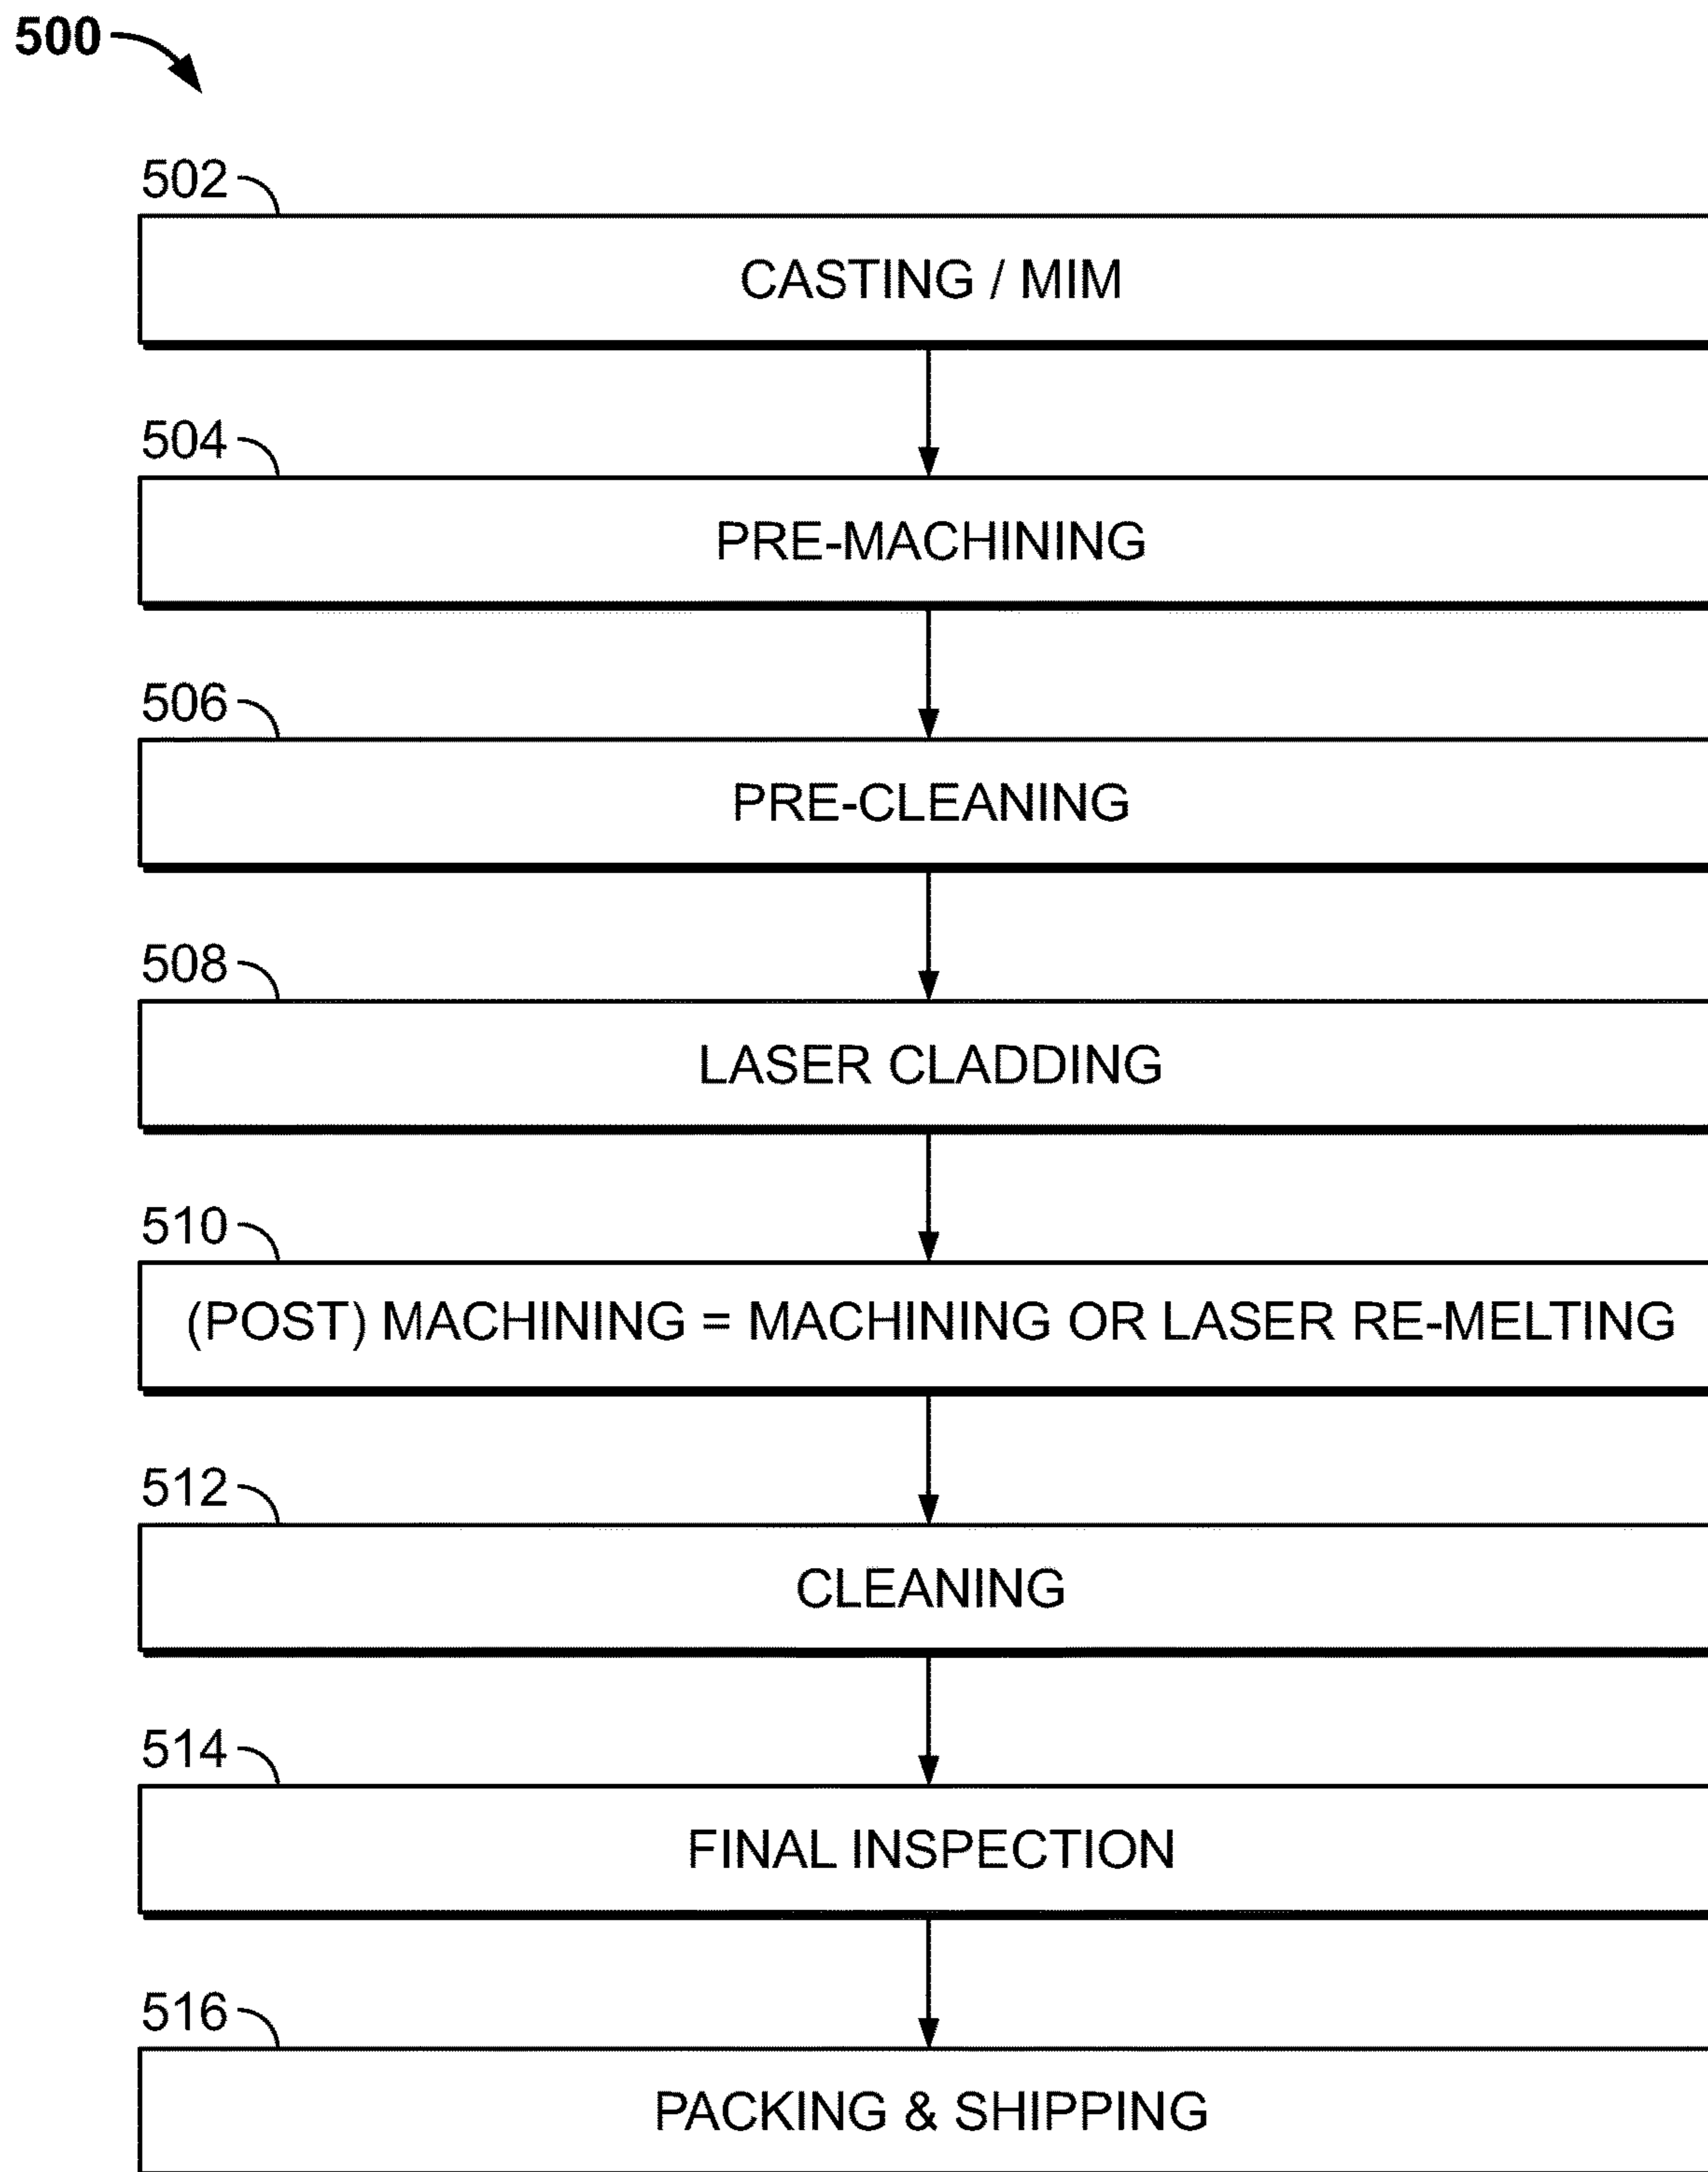 500
502
CASTING / MIM
504
PRE-MACHINING
506
PRE-CLEANING
508
LASER CLADDING
510
(POST) MACHINING = MACHINING OR LASER RE-MELTING
512
CLEANING
514
FINAL INSPECTION
516
PACKING & SHIPPING